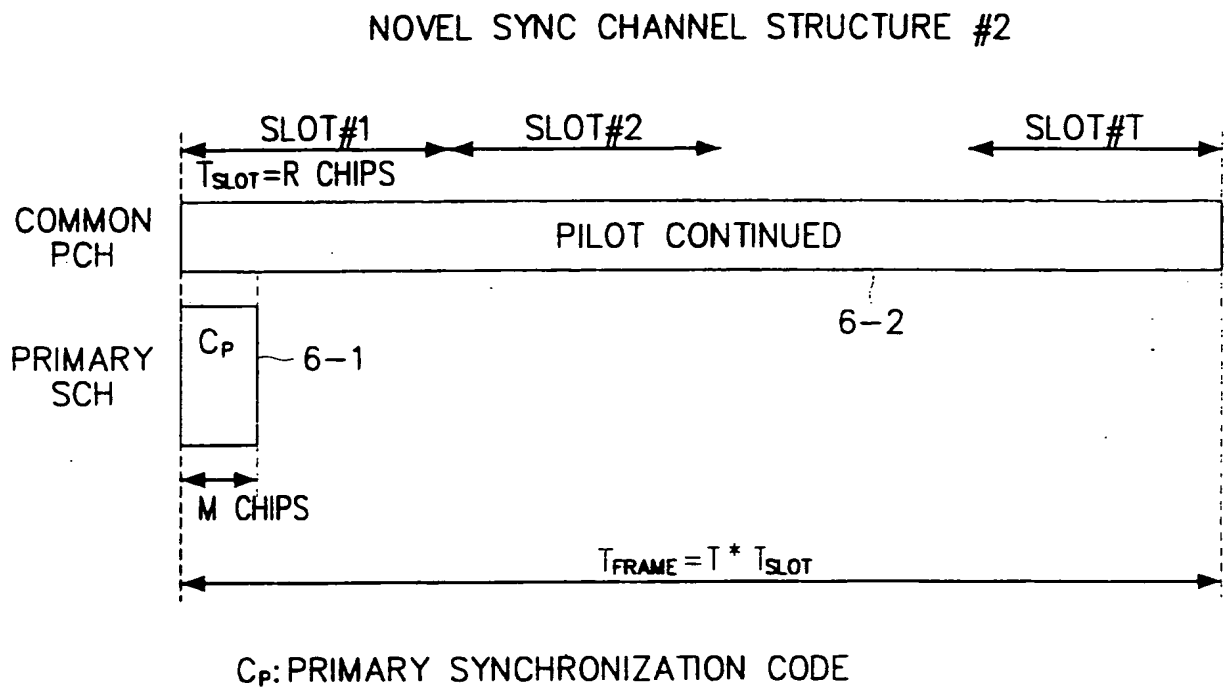 NOVEL SYNC CHANNEL STRUCTURE #2
SLOT#1
SLOT#2
SLOT#T
TSLOT=R CHIPS
COMMON
PCH
PILOT CONTINUED
6-2
PRIMARY
SCH
CP
6-1
M CHIPS
TFRAME=T * TSLOT
CP: PRIMARY SYNCHRONIZATION CODE